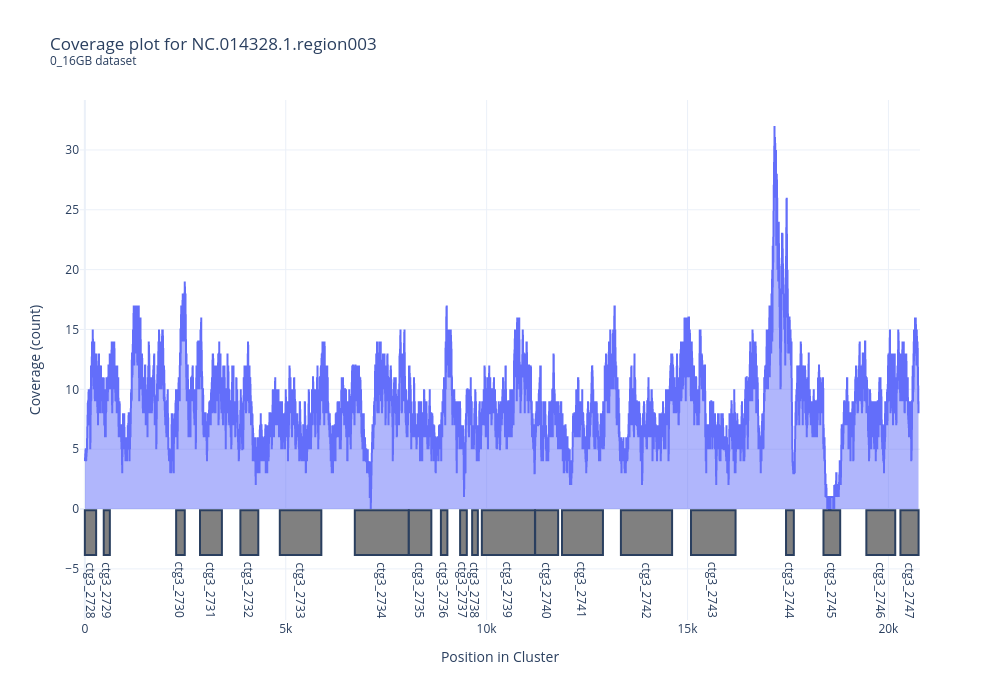 Coverage plot for NC.014328.1.region003
0_16GB dataset
Coverage (count)
30
25
20
15
10
5
0
−5
ctg3_2728
ctg3_2729
ctg3_2730
ctg3_2731
ctg3_2732
ctg3_2733
ctg3_2734
ctg3_2735
ctg3_2736
ctg3_2737
ctg3_2738
ctg3_2739
ctg3_2740
ctg3_2741
ctg3_2742
ctg3_2743
ctg3_2744
ctg3_2745
ctg3_2746
ctg3_2747
0 5k 10k 15k 20k
Position in Cluster